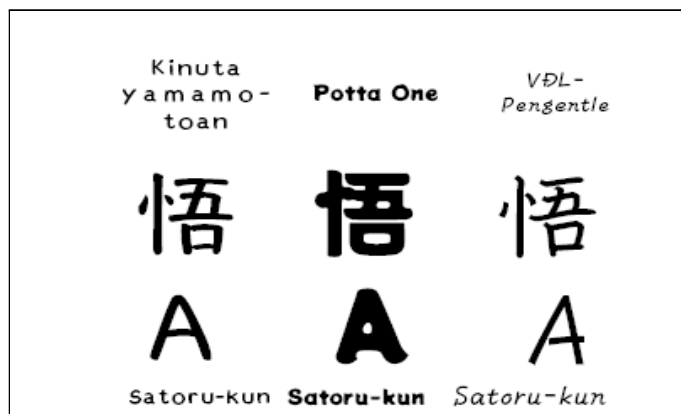 Kinuta
yamamo-
toan
Potta One
VDL-
Pengentle
悟 悟 悟
A A A
Satoru-kun Satoru-kun Satoru-kun